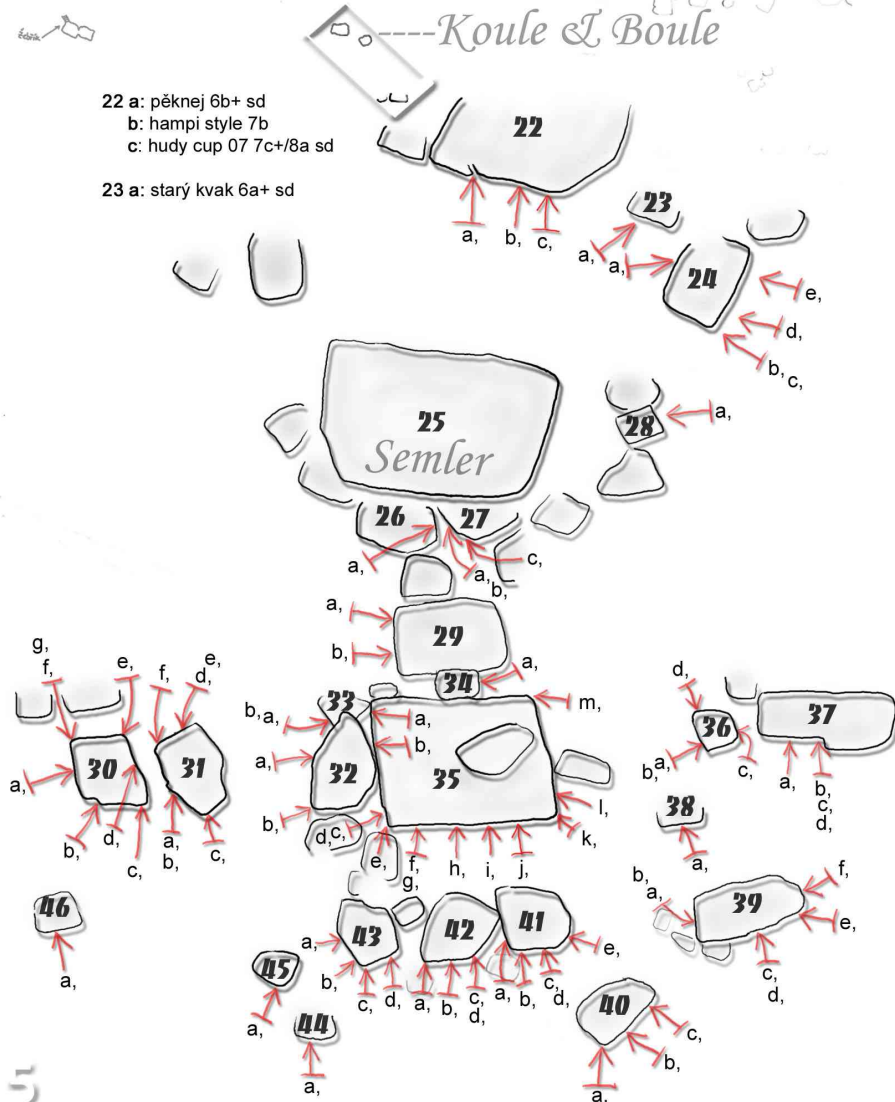 ----Koule & Boule
22 a: pěknej 6b+ sd
b: hampi style 7b
c: hudy cup 07 7c+/8a sd
23 a: starý kvak 6a+ sd
22
a, b, c,
23
a,
24
a, e,
d,
b, c,
25
Semler
28 a,
26 27
a, a, b, c,
29
a,
b,
34 a,
g,
f, e,
30
a,
b, d, c,
f, e,
d,
31
a,
b, c,
33
b, a,
32
a,
b,
35
a,
b,
m,
l,
k,
d, c,
e, f,
g,
h, i, j,
d,
36
b, a, c,
37
a, b,
c,
d,
38
a,
39
b,
a,
f,
e,
c,
d,
46
a,
45
a,
44
a,
43
a,
b, c, d,
42
a, b, c,
d,
41
a, b, c,
d,
e,
40
a, b, c,
5